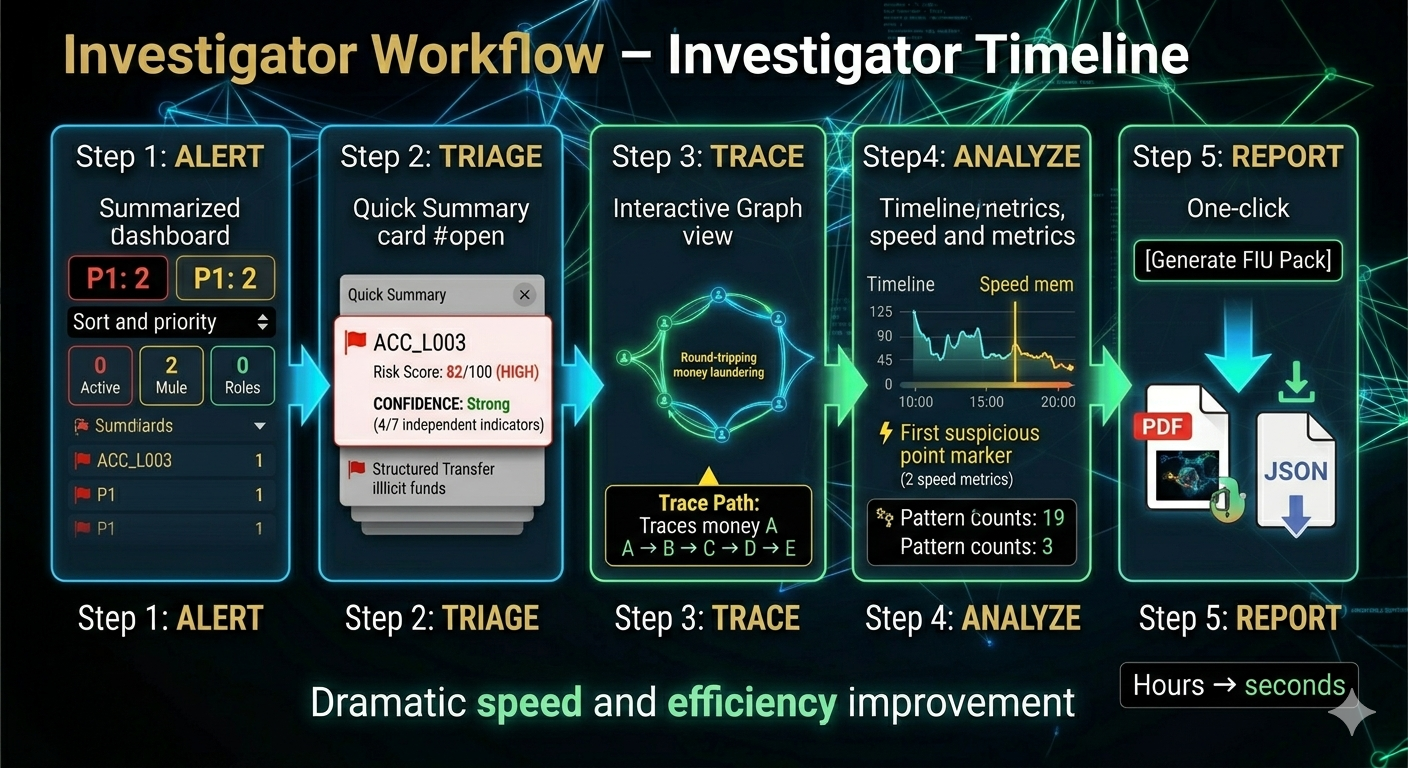 Investigator Workflow – Investigator Timeline
Step 1: ALERT
Summarized
dashboard
P1: 2
P1: 2
Sort and priority
0
Active
2
Mule
0
Roles
ACC_L003 1
P1 1
P1 1
Step 1: ALERT
Step 2: TRIAGE
Quick Summary
card #open
Quick Summary
ACC_L003
Risk Score: 82/100 (HIGH)
CONFIDENCE: Strong
(4/7 independent indicators)
Structured Transfer
illlicit funds
Step 2: TRIAGE
Step 3: TRACE
Interactive Graph
view
Round-tripping
money laundering
Trace Path:
Traces money A
A → B → C → D → E
Step 3: TRACE
Step4: ANALYZE
Timeline
speed and metrics
Timeline
Speed mem
125
90
45
0
10:00 15:00 20:00
First suspicious
point marker
(2 speed metrics)
Pattern counts: 19
Pattern counts: 3
Step 4: ANALYZE
Step 5: REPORT
One-click
[Generate FIU Pack]
PDF
JSON
Step 5: REPORT
Dramatic speed and efficiency improvement
Hours → seconds